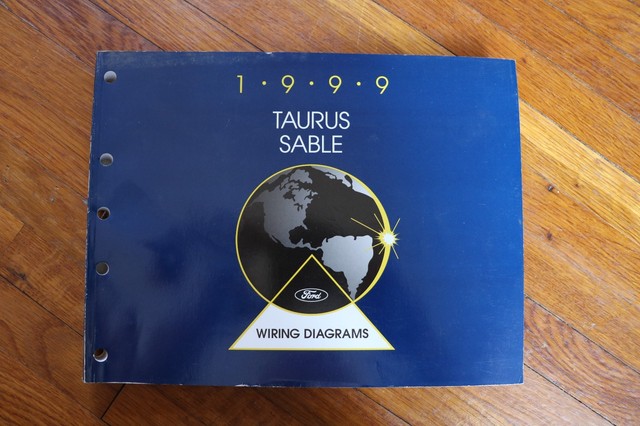 1·9·9·9
TAURUS
SABLE
Ford
WIRING DIAGRAMS